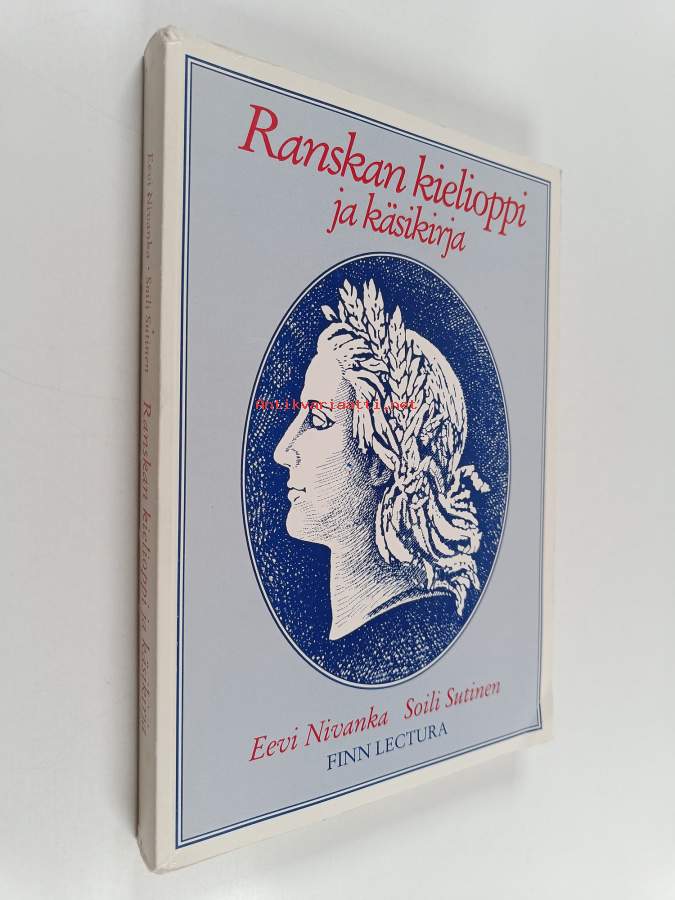 Ranskan kielioppi
ja käsikirja
Antikvariaatti.net
Eevi Nivanka Soili Sutinen
FINN LECTURA
Eevi Nivanka • Soili Sutinen Ranskan kielioppi ja käsikirja